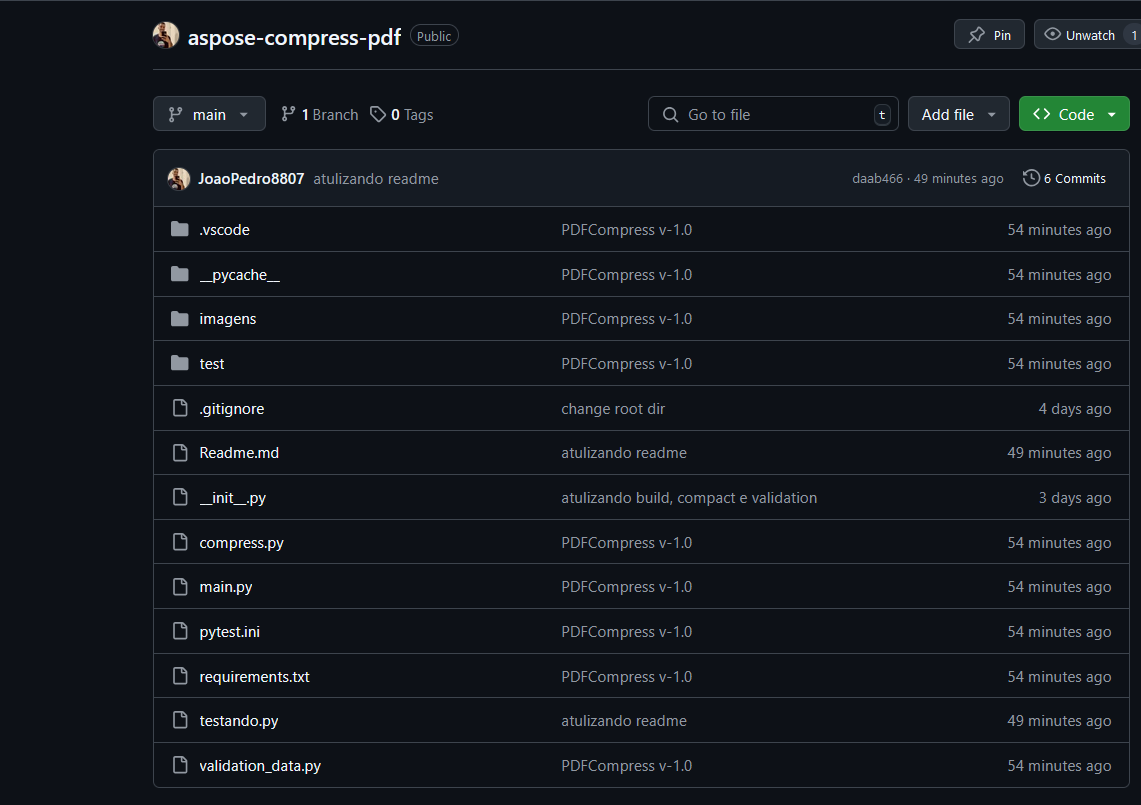 aspose-compress-pdf Public Pin Unwatch 1
main 1 Branch 0 Tags Go to file t Add file Code
JoaoPedro8807 atulizando readme daab466 · 49 minutes ago 6 Commits
.vscode PDFCompress v-1.0 54 minutes ago
__pycache__ PDFCompress v-1.0 54 minutes ago
imagens PDFCompress v-1.0 54 minutes ago
test PDFCompress v-1.0 54 minutes ago
.gitignore change root dir 4 days ago
Readme.md atulizando readme 49 minutes ago
__init__.py atulizando build, compact e validation 3 days ago
compress.py PDFCompress v-1.0 54 minutes ago
main.py PDFCompress v-1.0 54 minutes ago
pytest.ini PDFCompress v-1.0 54 minutes ago
requirements.txt PDFCompress v-1.0 54 minutes ago
testando.py atulizando readme 49 minutes ago
validation_data.py PDFCompress v-1.0 54 minutes ago